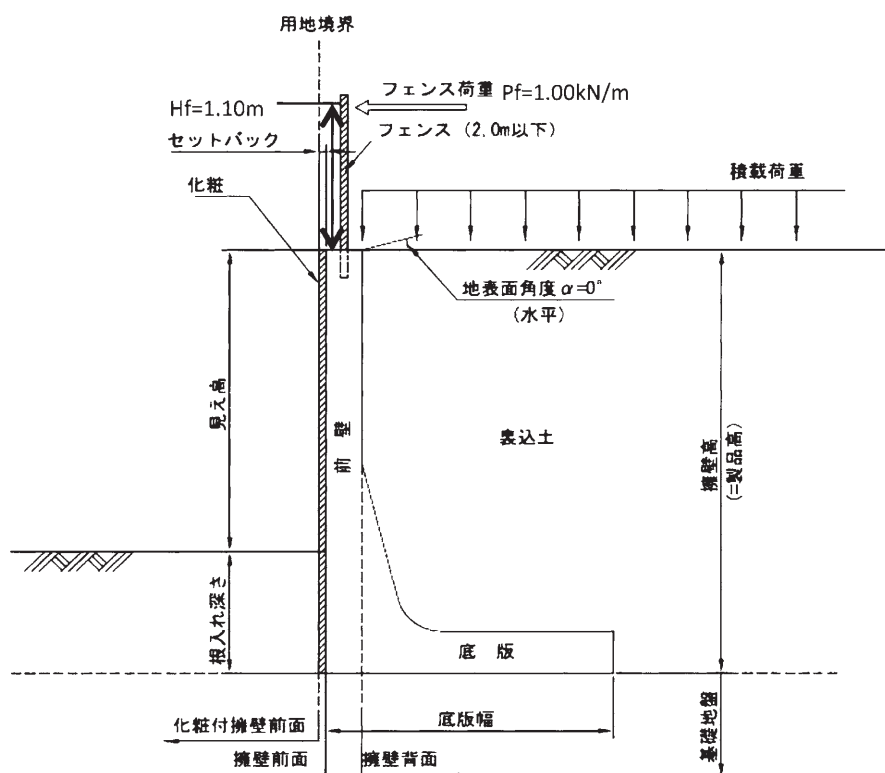 用地境界
フェンス荷重 Pf=1.00kN/m
Hf=1.10m
フェンス (2.0m以下)
セットバック
積載荷重
化粧
地表面角度 α=0°
(水平)
見え高
前壁
裏込土
擁壁高
(=製品高)
根入れ深さ
底版
底版幅
化粧付擁壁前面
擁壁前面
擁壁背面
基礎地盤